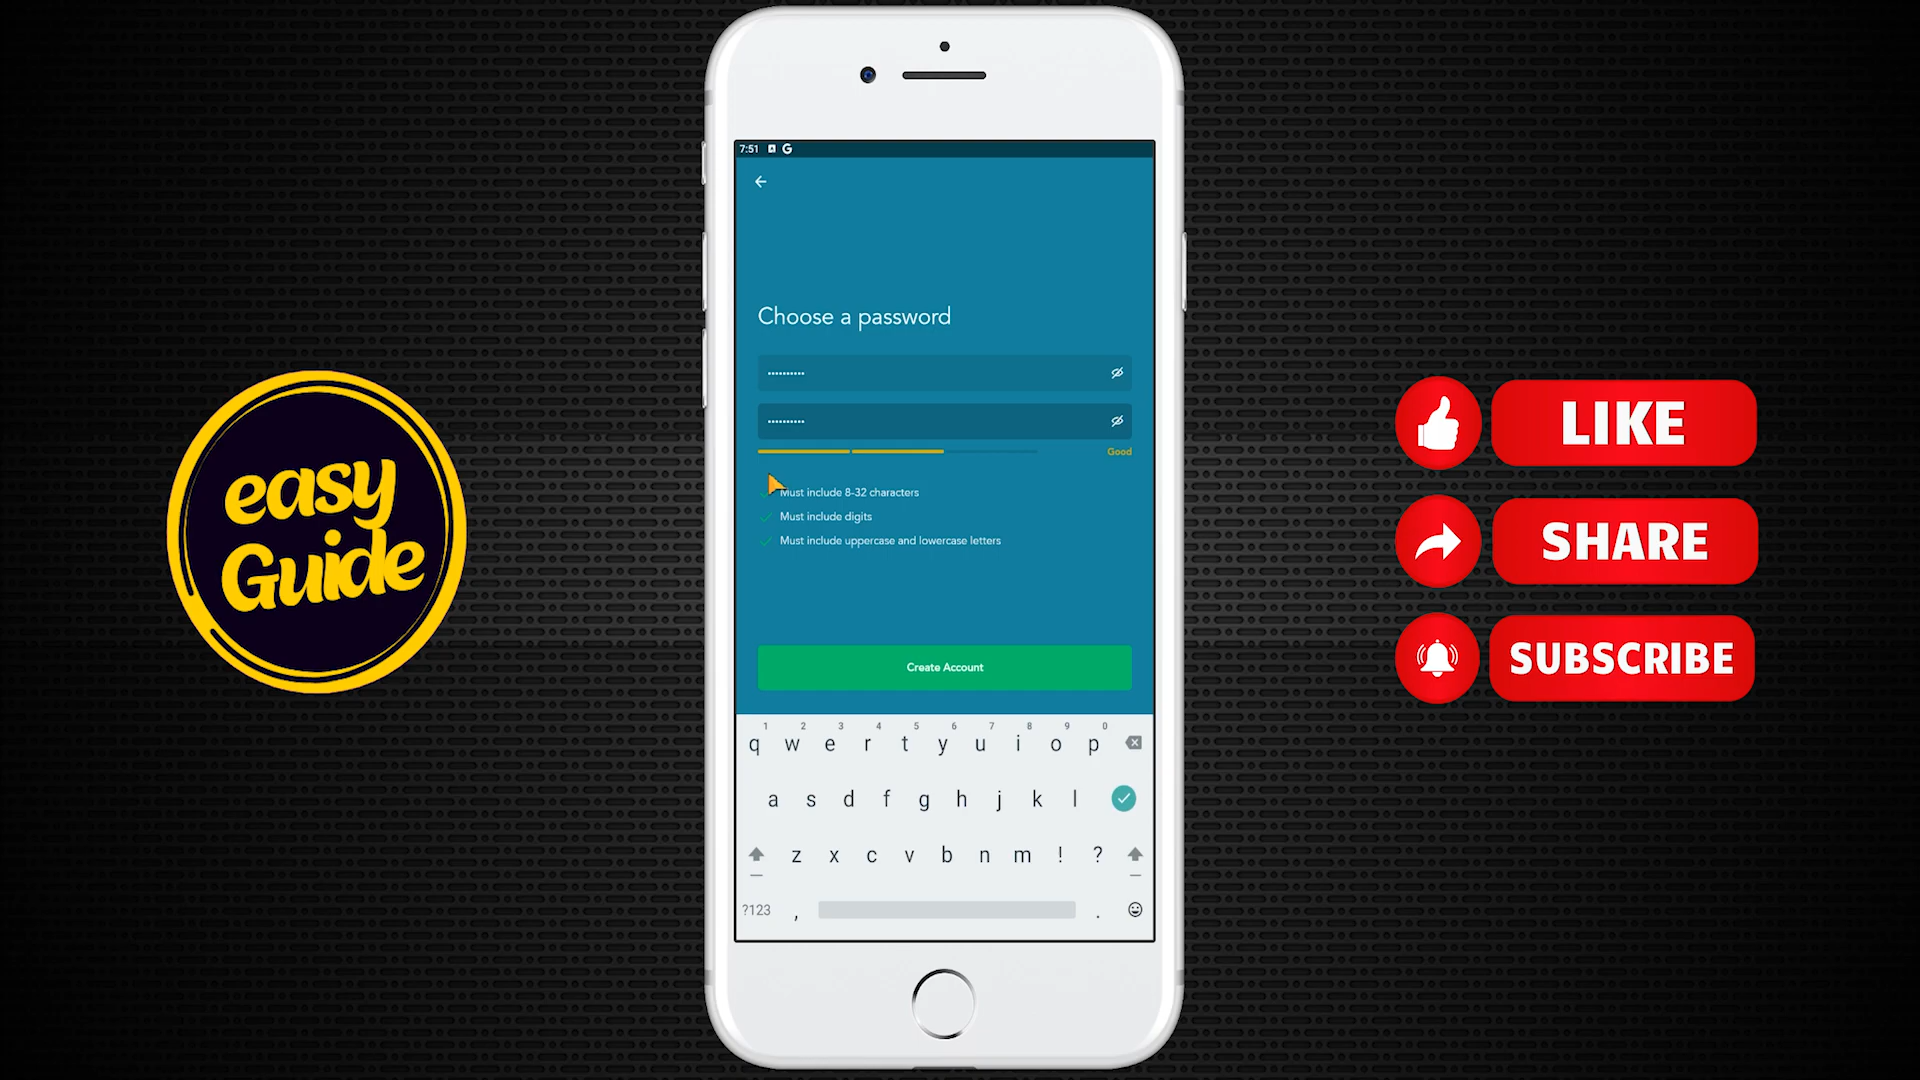 easy
Guide
7:51
Choose a password
••••••••••
••••••••••
Good
Must include 8-32 characters
Must include digits
Must include uppercase and lowercase letters
Create Account
1 2 3 4 5 6 7 8 9 0
q w e r t y u i o p
a s d f g h j k l
z x c v b n m ! ?
?123 , .
LIKE
SHARE
SUBSCRIBE